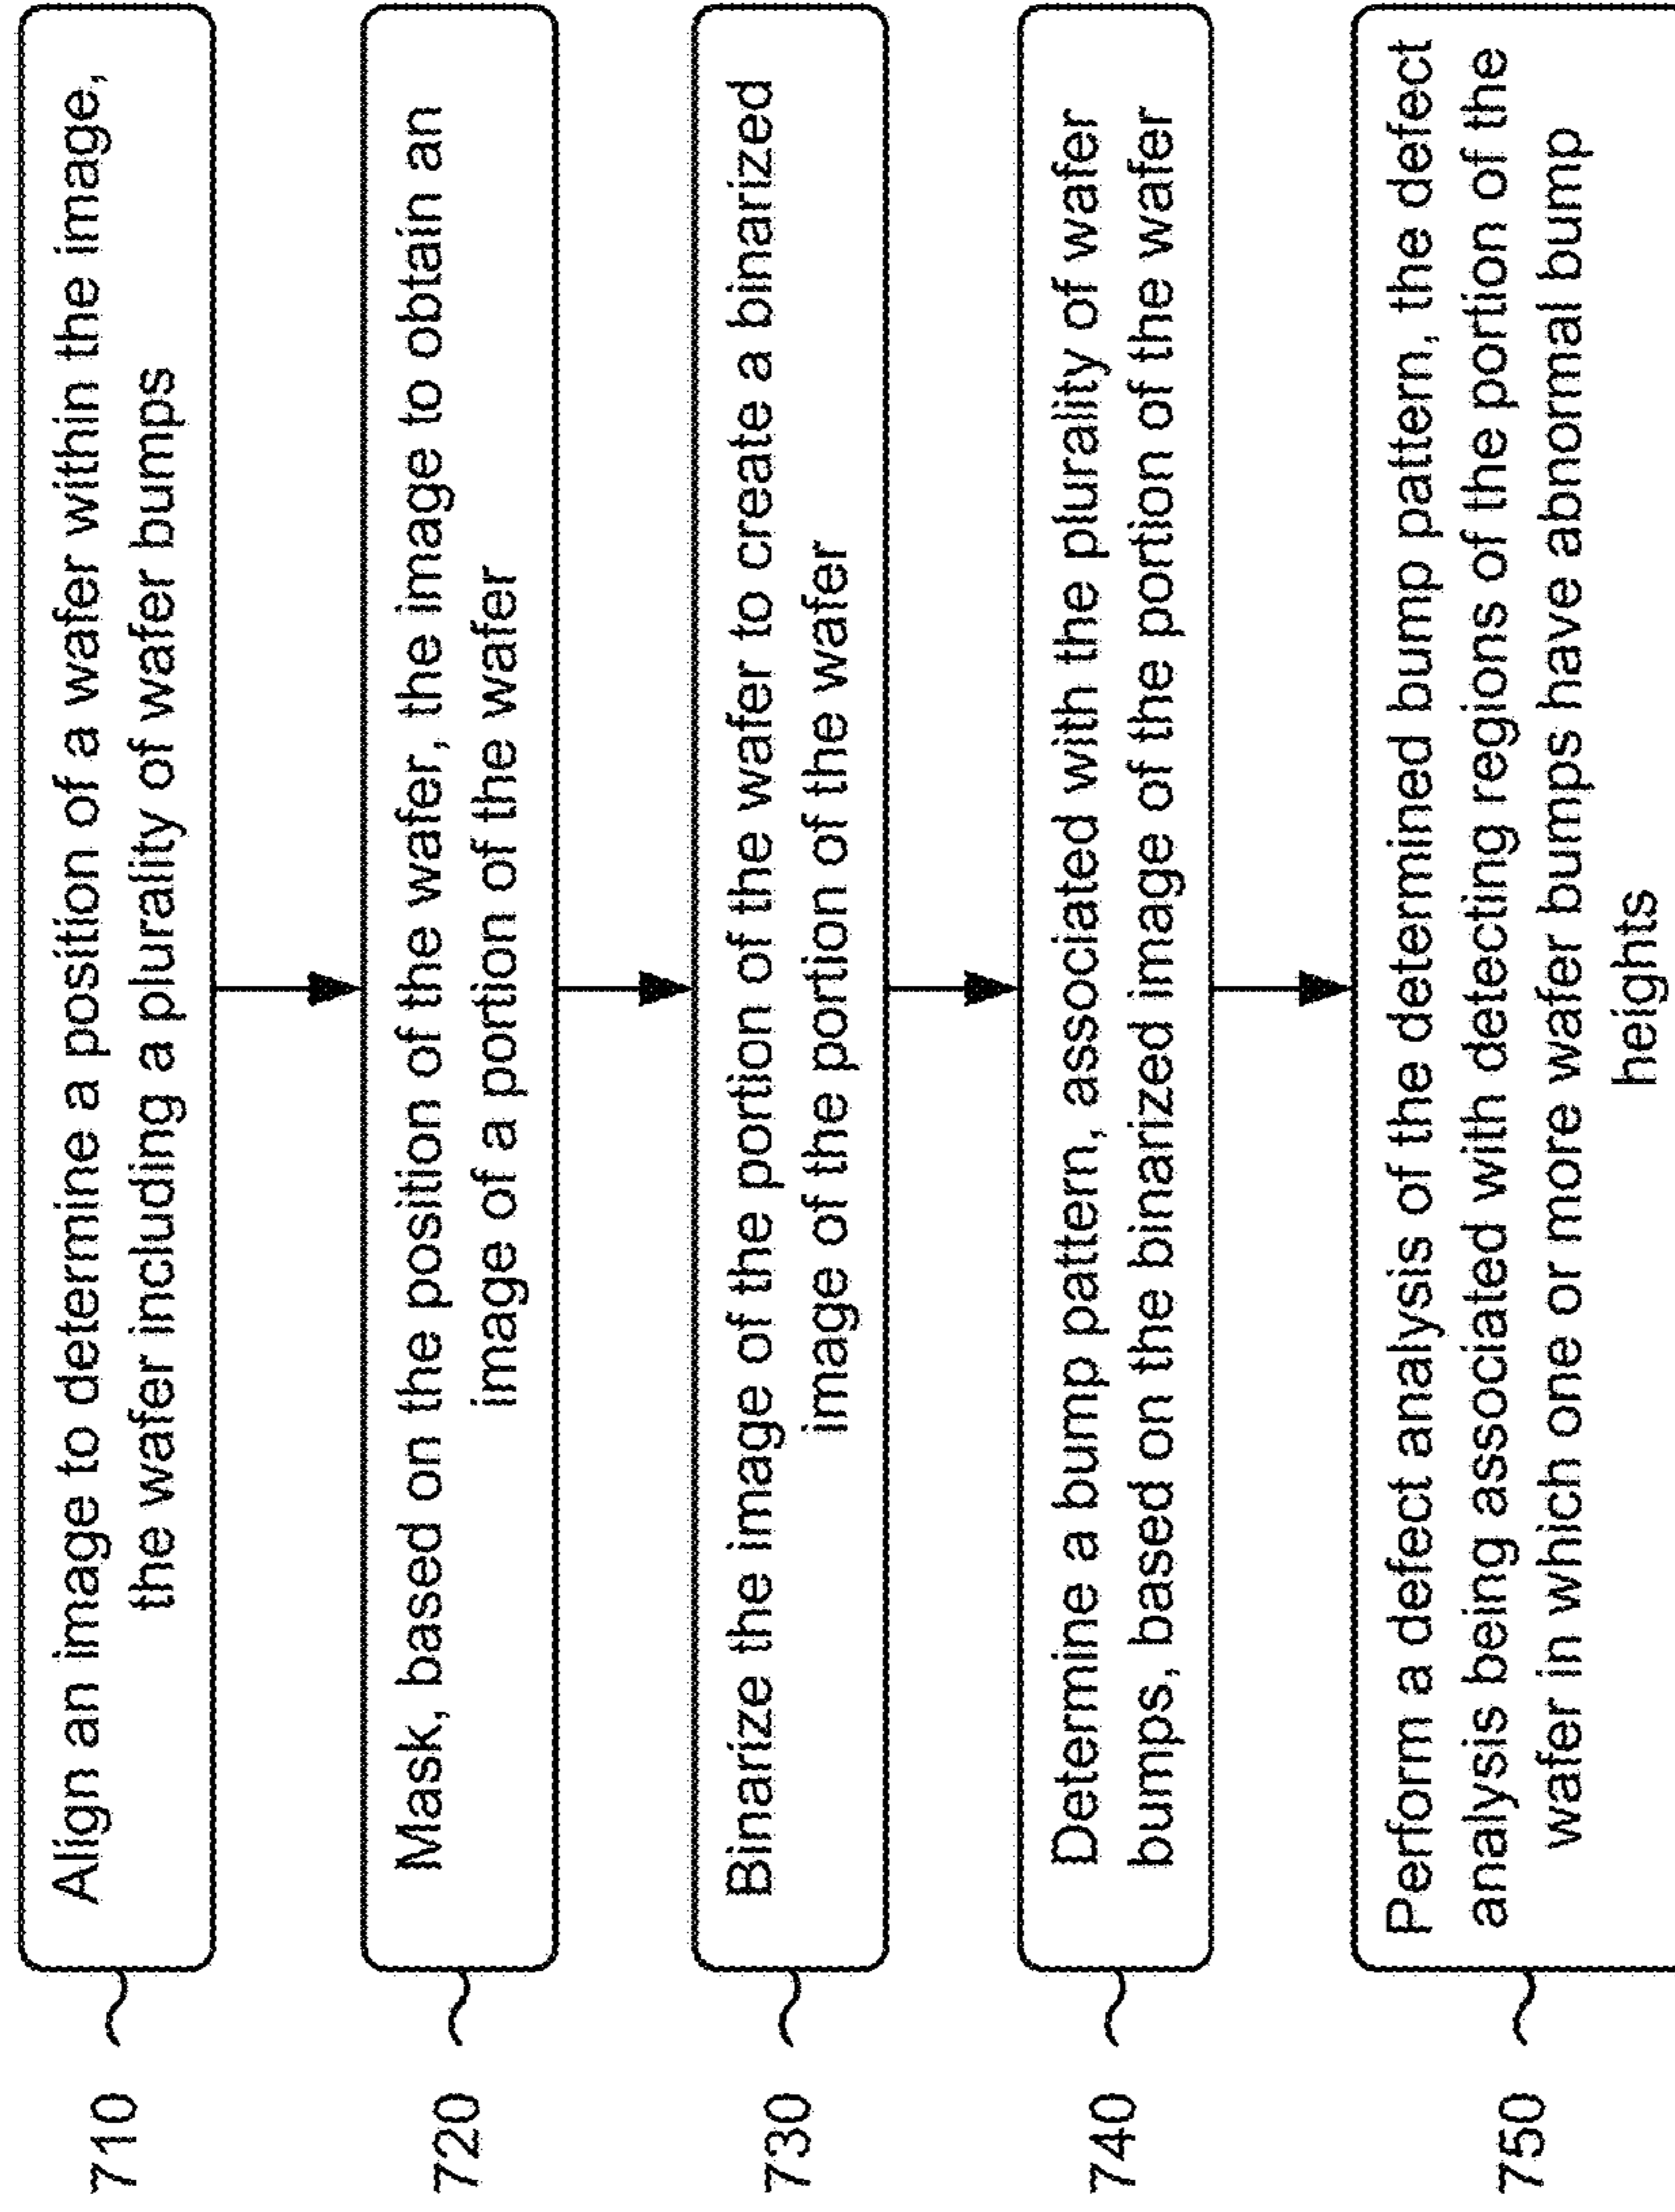 710
Align an image to determine a position of a wafer within the image,
the wafer including a plurality of wafer bumps
720
Mask, based on the position of the wafer, the image to obtain an
image of a portion of the wafer
730
Binarize the image of the portion of the wafer to create a binarized
image of the portion of the wafer
740
Determine a bump pattern, associated with the plurality of wafer
bumps, based on the binarized image of the portion of the wafer
750
Perform a defect analysis of the determined bump pattern, the defect
analysis being associated with detecting regions of the portion of the
wafer in which one or more wafer bumps have abnormal bump
heights